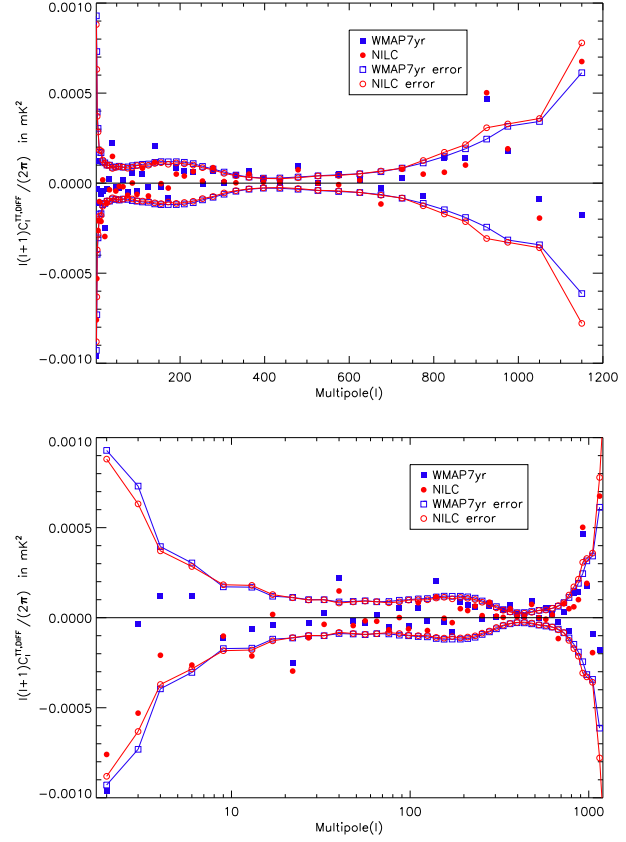 0.0010
0.0005
0.0000
−0.0005
−0.0010
l(l+1)C_l^{TT,DIFF}/(2π) in mK²
WMAP7yr
NILC
WMAP7yr error
NILC error
200 400 600 800 1000 1200
Multipole(l)
0.0010
0.0005
0.0000
−0.0005
−0.0010
l(l+1)C_l^{TT,DIFF}/(2π) in mK²
WMAP7yr
NILC
WMAP7yr error
NILC error
10 100 1000
Multipole(l)